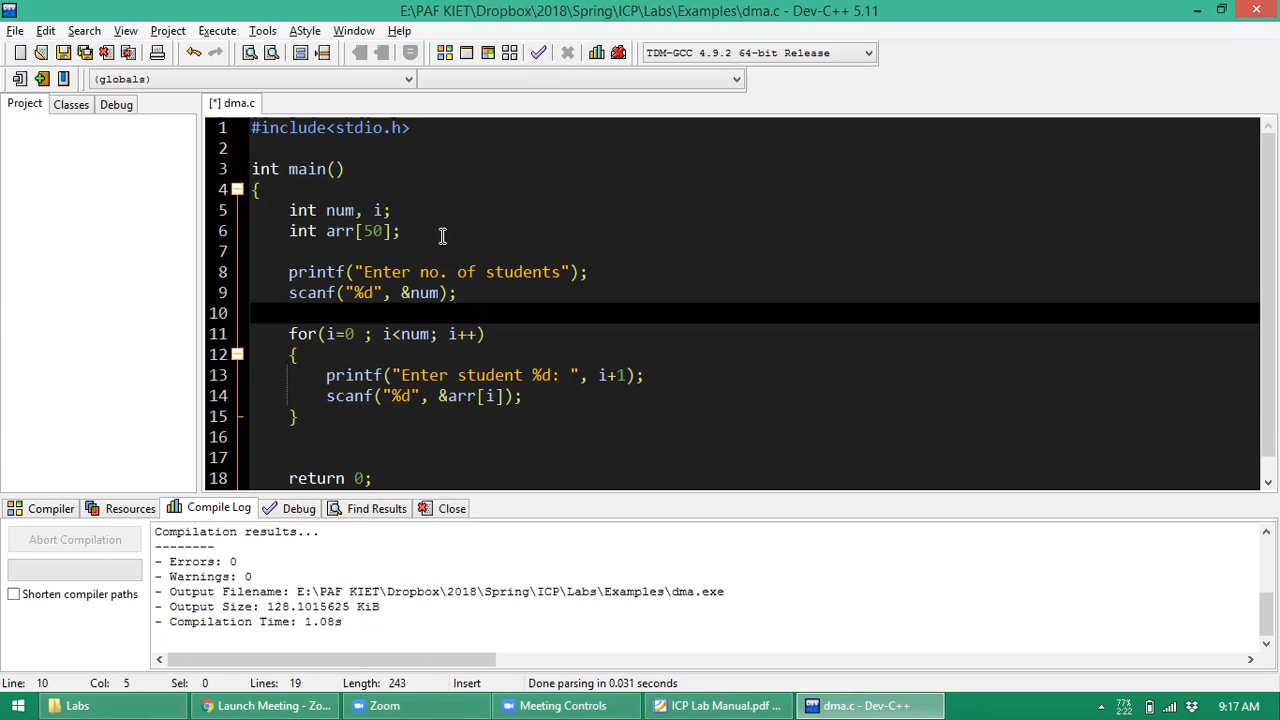 E:\PAF KIET\Dropbox\2018\Spring\ICP\Labs\Examples\dma.c - Dev-C++ 5.11
File Edit Search View Project Execute Tools AStyle Window Help
TDM-GCC 4.9.2 64-bit Release
(globals)
Project Classes Debug
[*] dma.c
1 #include<stdio.h>
2
3 int main()
4 {
5 int num, i;
6 int arr[50];
7
8 printf("Enter no. of students");
9 scanf("%d", &num);
10
11 for(i=0 ; i<num; i++)
12 {
13 printf("Enter student %d: ", i+1);
14 scanf("%d", &arr[i]);
15 }
16
17
18 return 0;
Compiler Resources Compile Log Debug Find Results Close
Abort Compilation
Shorten compiler paths
Compilation results...
--------
- Errors: 0
- Warnings: 0
- Output Filename: E:\PAF KIET\Dropbox\2018\Spring\ICP\Labs\Examples\dma.exe
- Output Size: 128.1015625 KiB
- Compilation Time: 1.08s
Line: 10 Col: 5 Sel: 0 Lines: 19 Length: 243 Insert Done parsing in 0.031 seconds
Labs Launch Meeting - Zo... Zoom Meeting Controls ICP Lab Manual.pdf ... dma.c - Dev-C++ 77% 2:22 9:17 AM